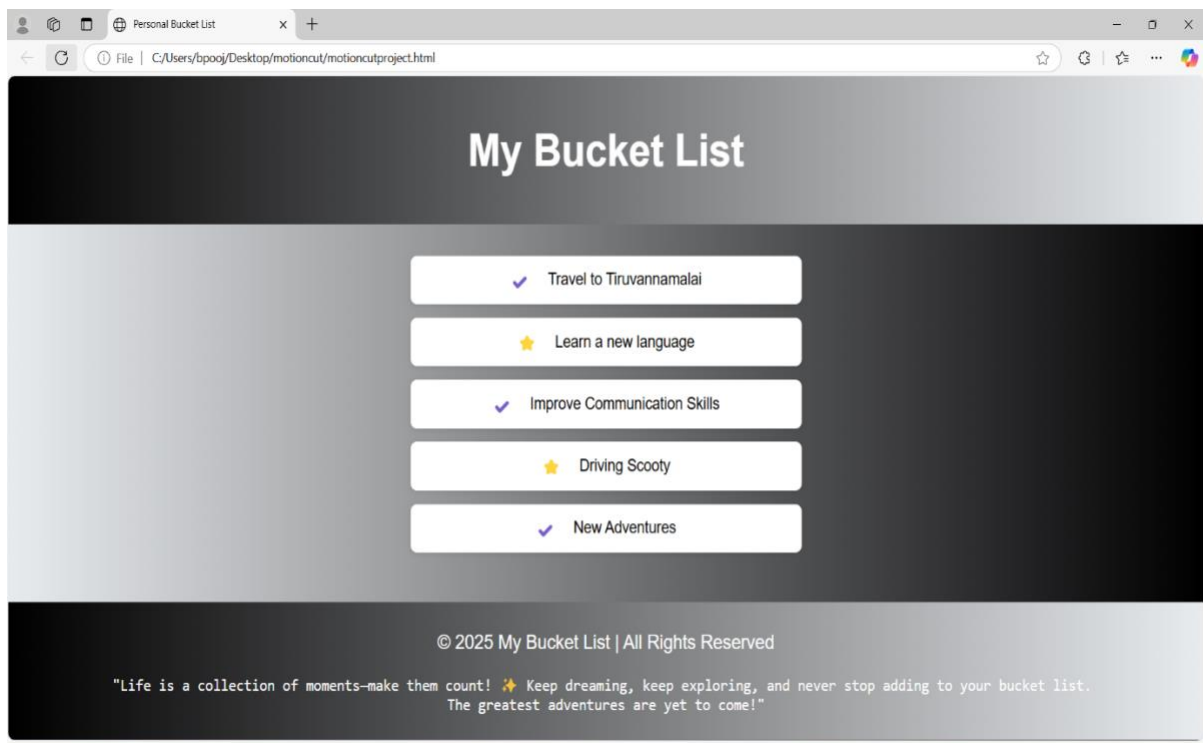 Personal Bucket List
File | C:/Users/bpooj/Desktop/motioncut/motioncutproject.html
My Bucket List
✔ Travel to Tiruvannamalai
⭐ Learn a new language
✔ Improve Communication Skills
⭐ Driving Scooty
✔ New Adventures
© 2025 My Bucket List | All Rights Reserved
"Life is a collection of moments—make them count! ✨ Keep dreaming, keep exploring, and never stop adding to your bucket list.
The greatest adventures are yet to come!"